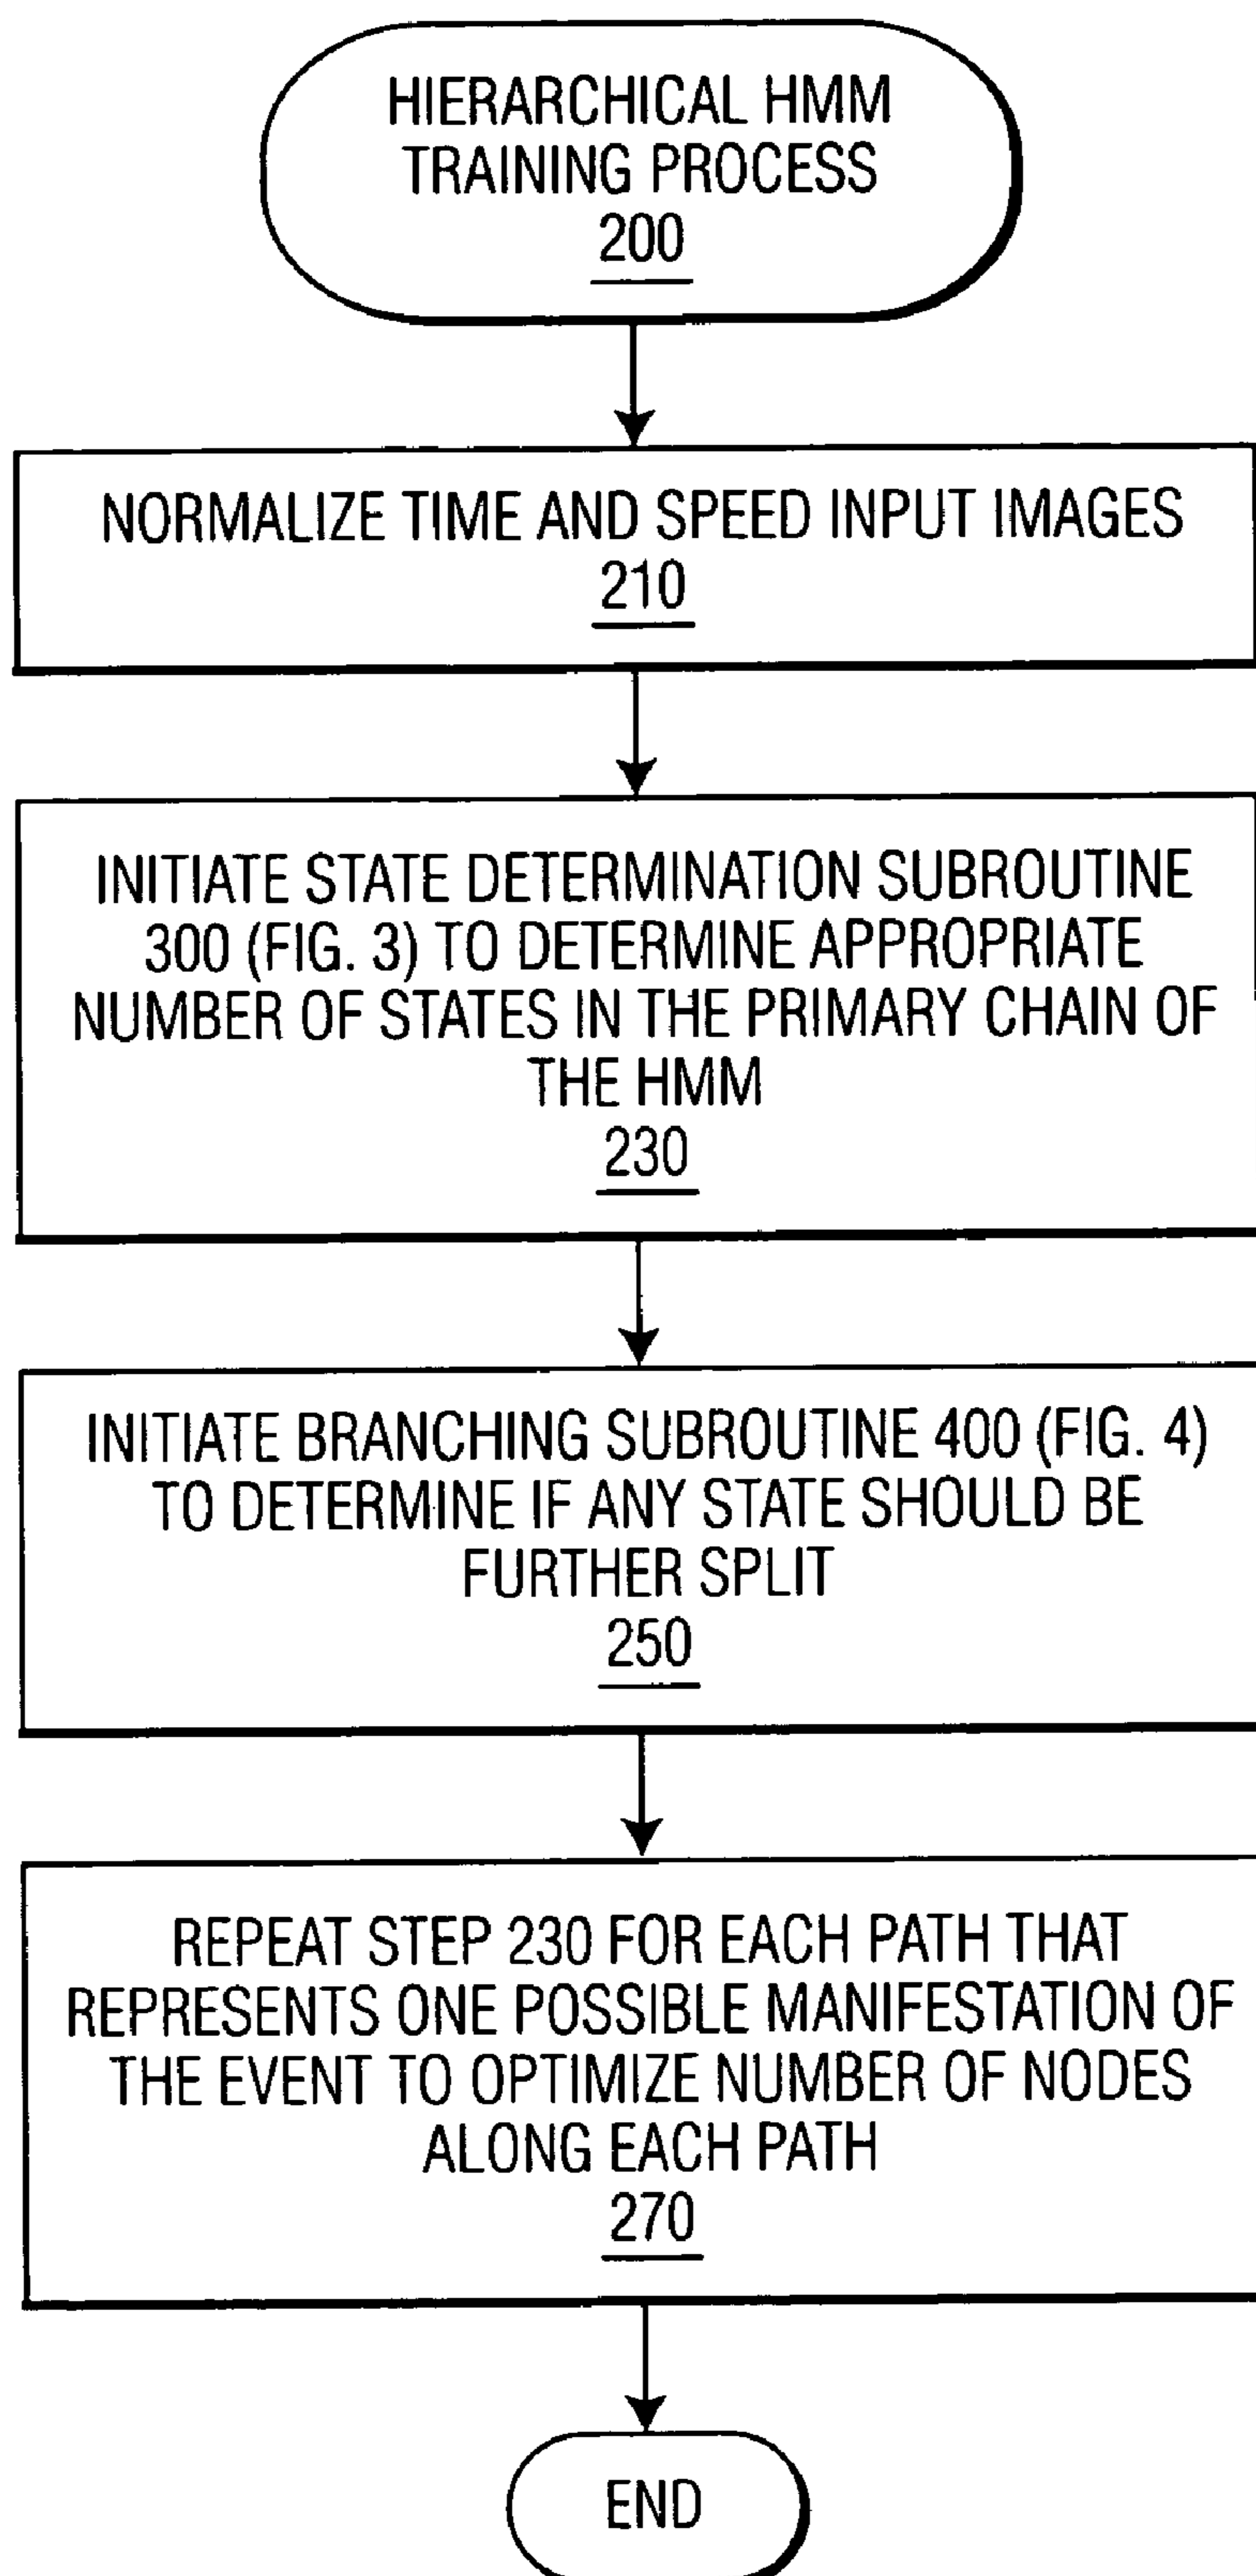 HIERARCHICAL HMM
TRAINING PROCESS
200
NORMALIZE TIME AND SPEED INPUT IMAGES
210
INITIATE STATE DETERMINATION SUBROUTINE
300 (FIG. 3) TO DETERMINE APPROPRIATE
NUMBER OF STATES IN THE PRIMARY CHAIN OF
THE HMM
230
INITIATE BRANCHING SUBROUTINE 400 (FIG. 4)
TO DETERMINE IF ANY STATE SHOULD BE
FURTHER SPLIT
250
REPEAT STEP 230 FOR EACH PATH THAT
REPRESENTS ONE POSSIBLE MANIFESTATION OF
THE EVENT TO OPTIMIZE NUMBER OF NODES
ALONG EACH PATH
270
END